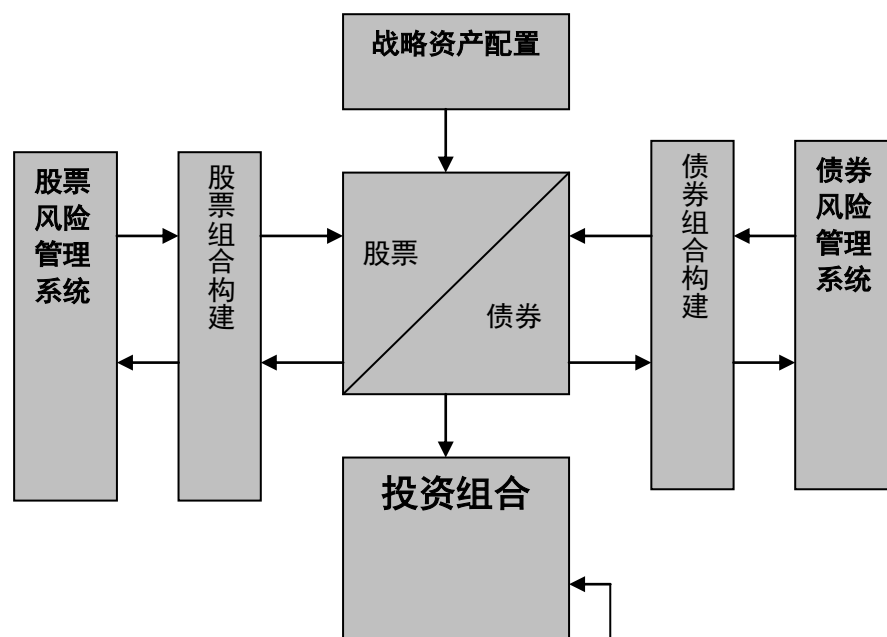 战略资产配置
股票
风险
管理
系统
股票组合构建
股票
债券
债券组合构建
债券
风险
管理
系统
投资组合